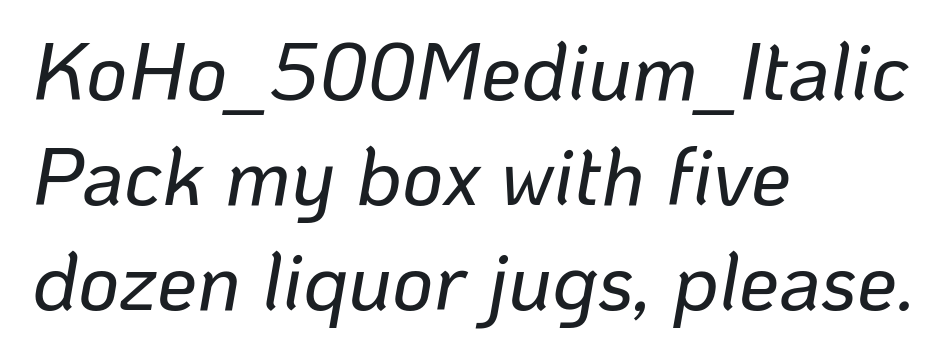 KoHo_500Medium_Italic
Pack my box with five
dozen liquor jugs, please.